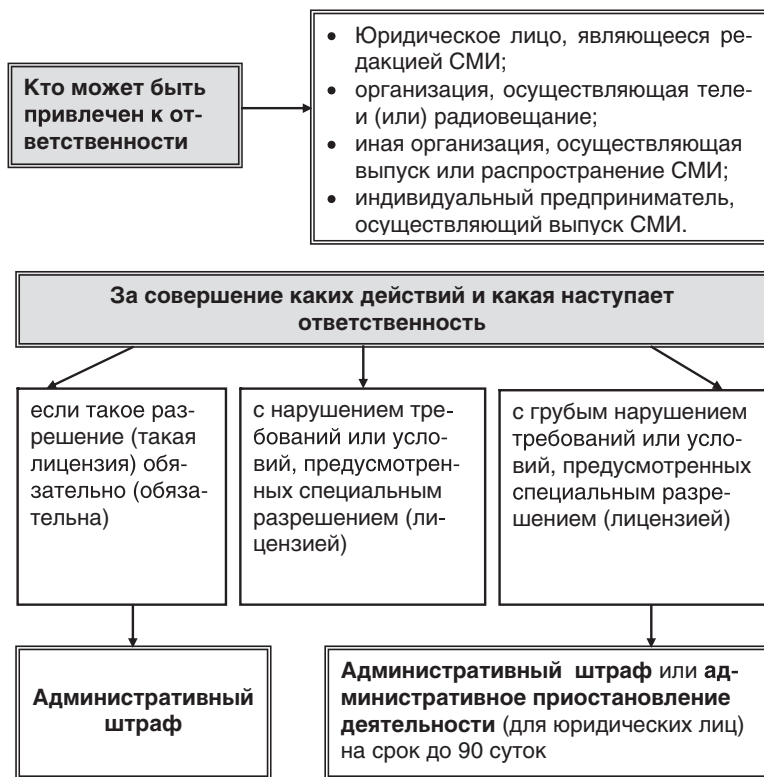 Кто может быть
привлечен к от-
ветственности
• Юридическое лицо, являющееся ре-
дакцией СМИ;
• организация, осуществляющая теле-
и (или) радиовещание;
• иная организация, осуществляющая
выпуск или распространение СМИ;
• индивидуальный предприниматель,
осуществляющий выпуск СМИ.
За совершение каких действий и какая наступает
ответственность
если такое раз-
решение (такая
лицензия) обя-
зательно (обяза-
тельна)
с нарушением тре-
бований или усло-
вий, предусмотрен-
ных специальным
разрешением (ли-
цензией)
с грубым нарушением
требований или усло-
вий, предусмотренных
специальным разре-
шением (лицензией)
Административный
штраф
Административный штраф или ад-
министративное приостановление
деятельности (для юридических лиц)
на срок до 90 суток